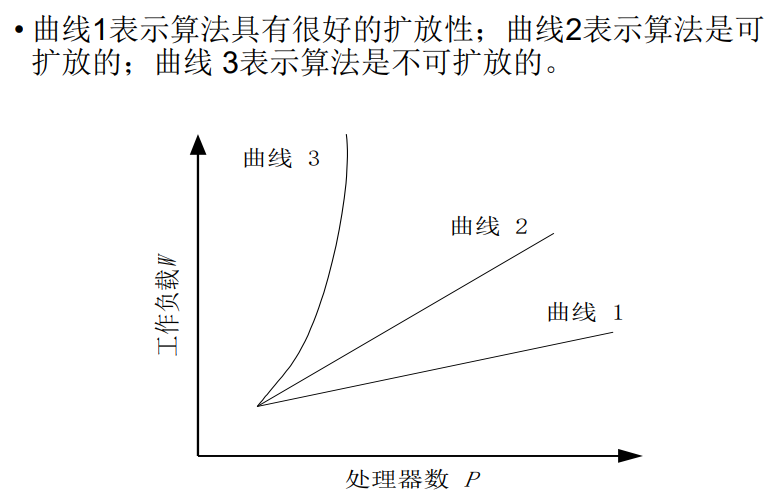 • 曲线1表示算法具有很好的扩放性；曲线2表示算法是可
扩放的；曲线 3表示算法是不可扩放的。
曲线 3
曲线 2
曲线 1
工作负载W
处理器数 P